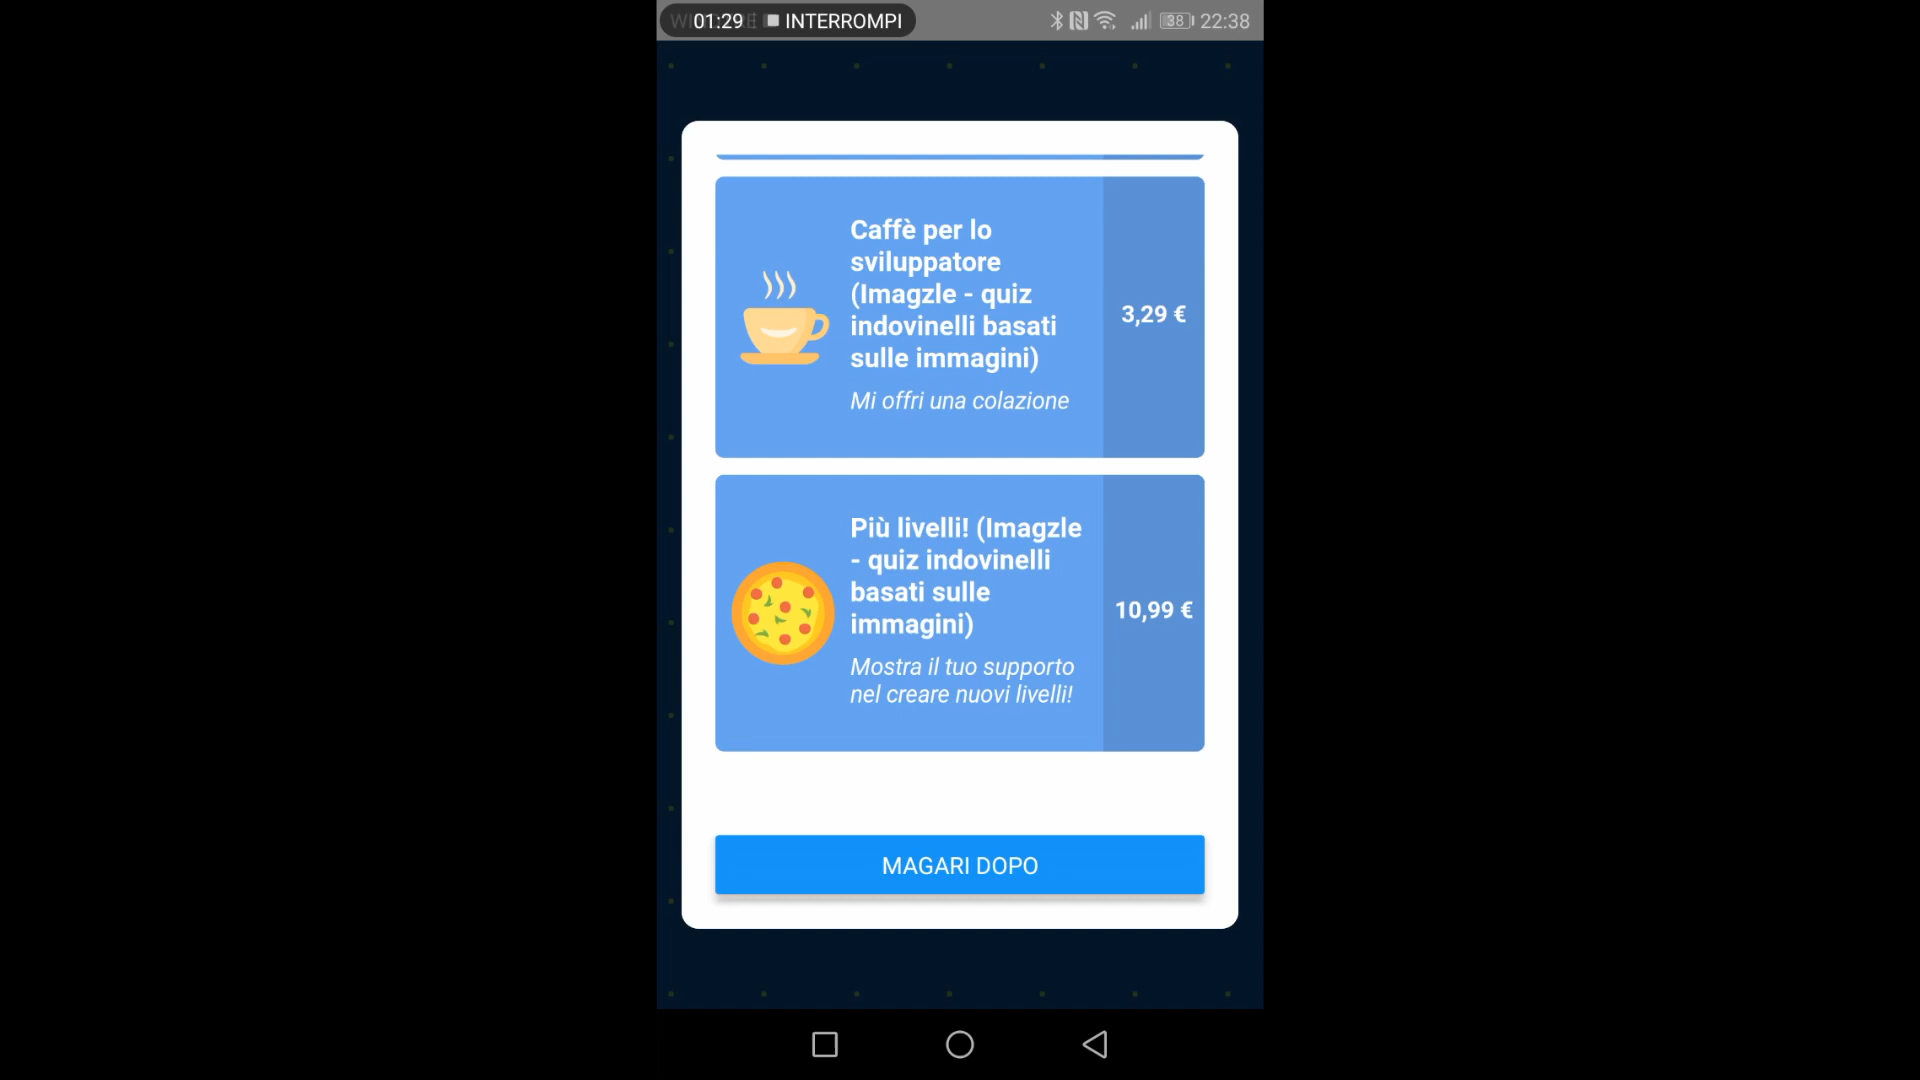 01:29 INTERROMPI 38 22:38
Caffè per lo
sviluppatore
(Imagzle - quiz
indovinelli basati
sulle immagini)
Mi offri una colazione
3,29 €
Più livelli! (Imagzle
- quiz indovinelli
basati sulle
immagini)
Mostra il tuo supporto
nel creare nuovi livelli!
10,99 €
MAGARI DOPO